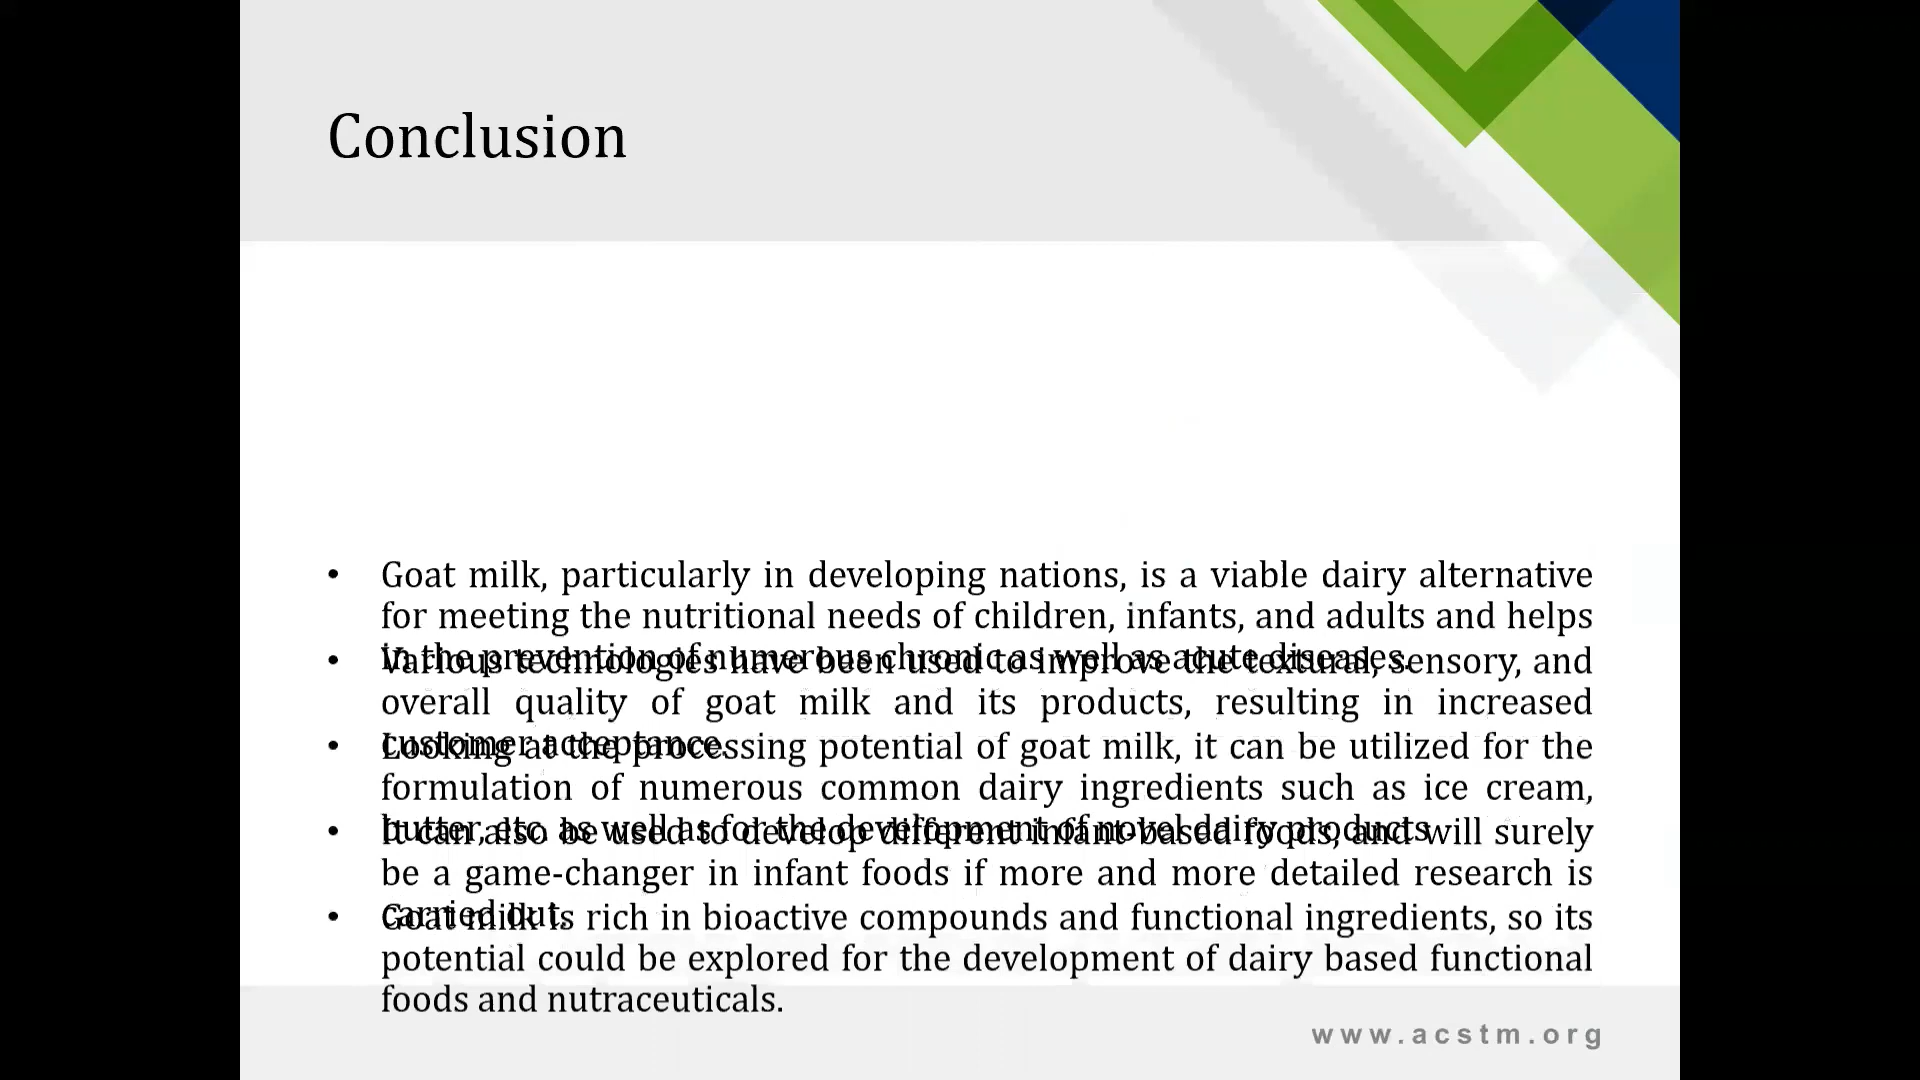 Conclusion
• Goat milk, particularly in developing nations, is a viable dairy alternative
for meeting the nutritional needs of children, infants, and adults and helps
in the prevention of numerous chronic as well as acute diseases.
• Various technologies have been used to improve the textural, sensory, and
overall quality of goat milk and its products, resulting in increased
customer acceptance.
• Looking at the processing potential of goat milk, it can be utilized for the
formulation of numerous common dairy ingredients such as ice cream,
butter, etc. as well as for the development of novel dairy products
• It can also be used to develop different infant-based foods, and will surely
be a game-changer in infant foods if more and more detailed research is
carried out.
• Goat milk is rich in bioactive compounds and functional ingredients, so its
potential could be explored for the development of dairy based functional
foods and nutraceuticals.
www.acstm.org